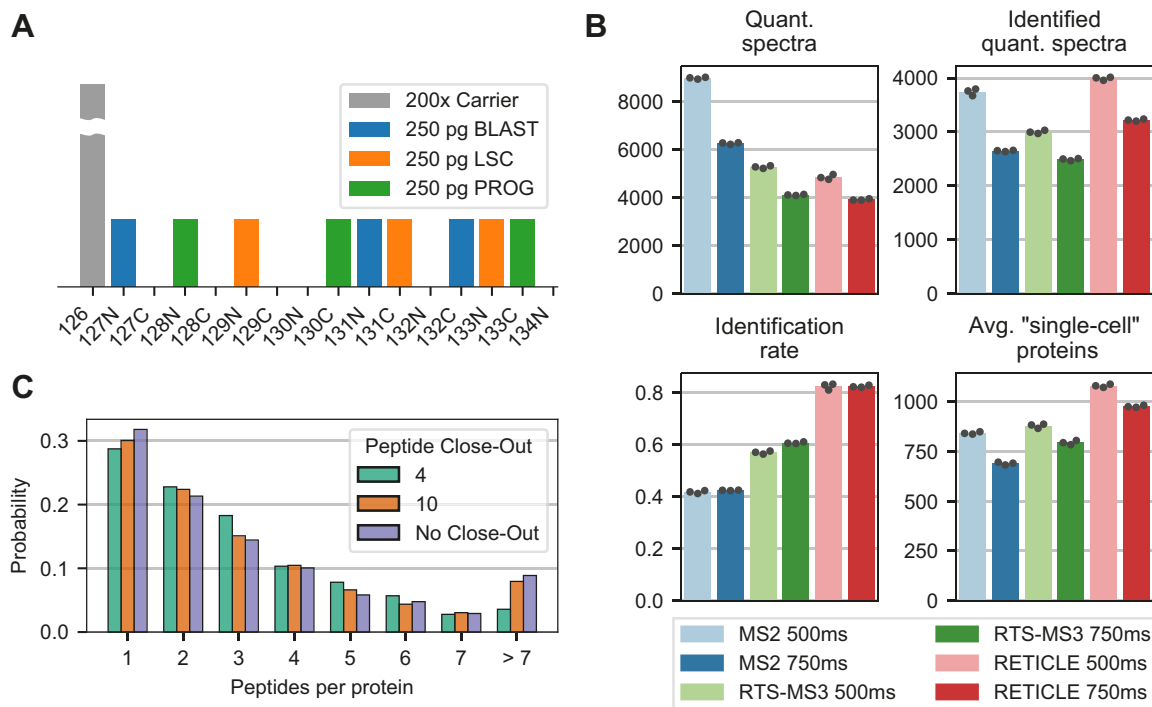 A
200x Carrier
250 pg BLAST
250 pg LSC
250 pg PROG
126
127N
127C
128N
128C
129N
129C
130N
130C
131N
131C
132N
132C
133N
133C
134N
B
Quant.
spectra
8000
6000
4000
2000
0
Identified
quant. spectra
4000
3000
2000
1000
0
Identification
rate
0.8
0.6
0.4
0.2
0.0
Avg. "single-cell"
proteins
1000
750
500
250
0
MS2 500ms
MS2 750ms
RTS-MS3 500ms
RTS-MS3 750ms
RETICLE 500ms
RETICLE 750ms
C
Probability
0.3
0.2
0.1
0.0
Peptide Close-Out
4
10
No Close-Out
1 2 3 4 5 6 7 > 7
Peptides per protein